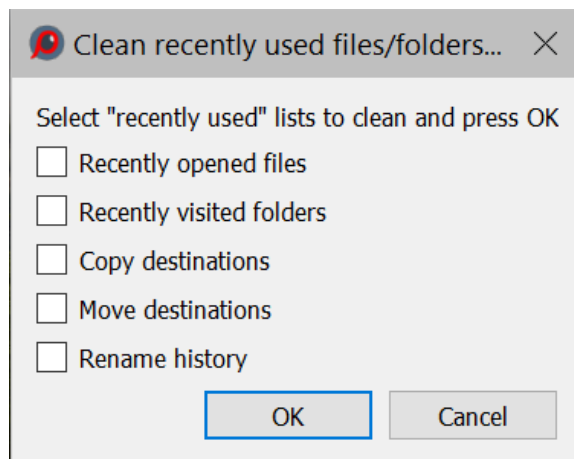 Clean recently used files/folders...
Select "recently used" lists to clean and press OK
Recently opened files
Recently visited folders
Copy destinations
Move destinations
Rename history
OK
Cancel